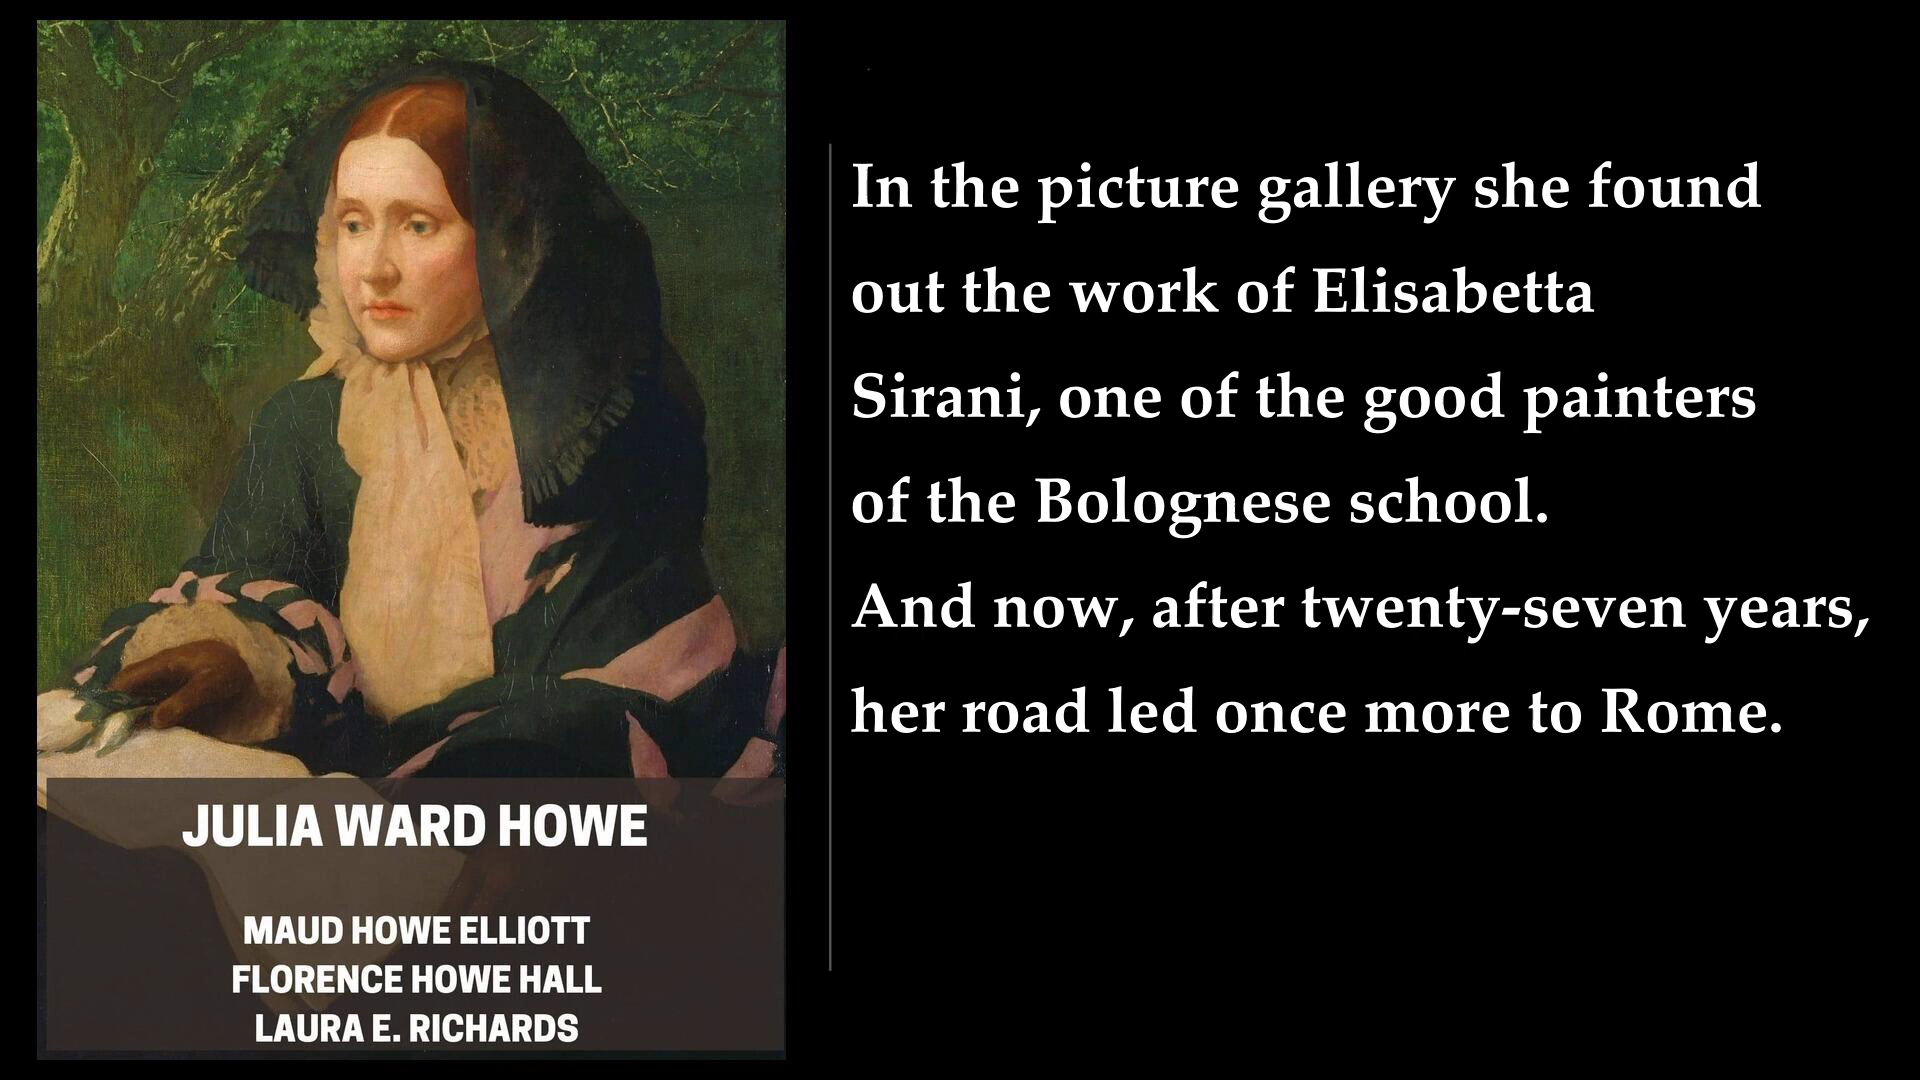 JULIA WARD HOWE
MAUD HOWE ELLIOTT
FLORENCE HOWE HALL
LAURA E. RICHARDS
In the picture gallery she found
out the work of Elisabetta
Sirani, one of the good painters
of the Bolognese school.
And now, after twenty-seven years,
her road led once more to Rome.